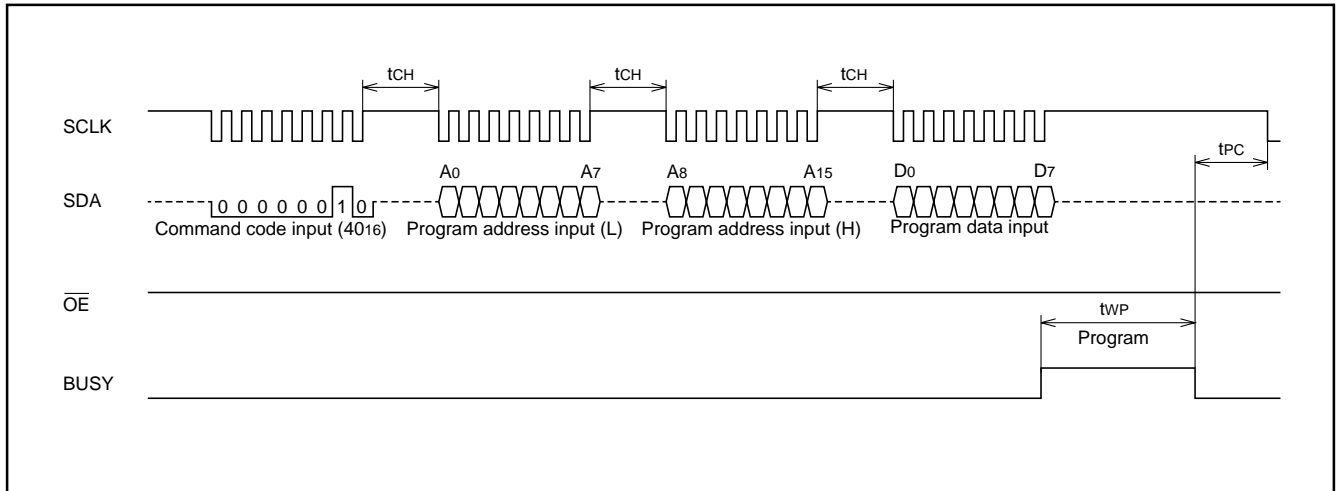 tCH tCH tCH
SCLK
tPC
A0 A7 A8 A15 D0 D7
SDA
0 0 0 0 0 0 1 0
Command code input (4016) Program address input (L) Program address input (H) Program data input
OE
tWP
Program
BUSY